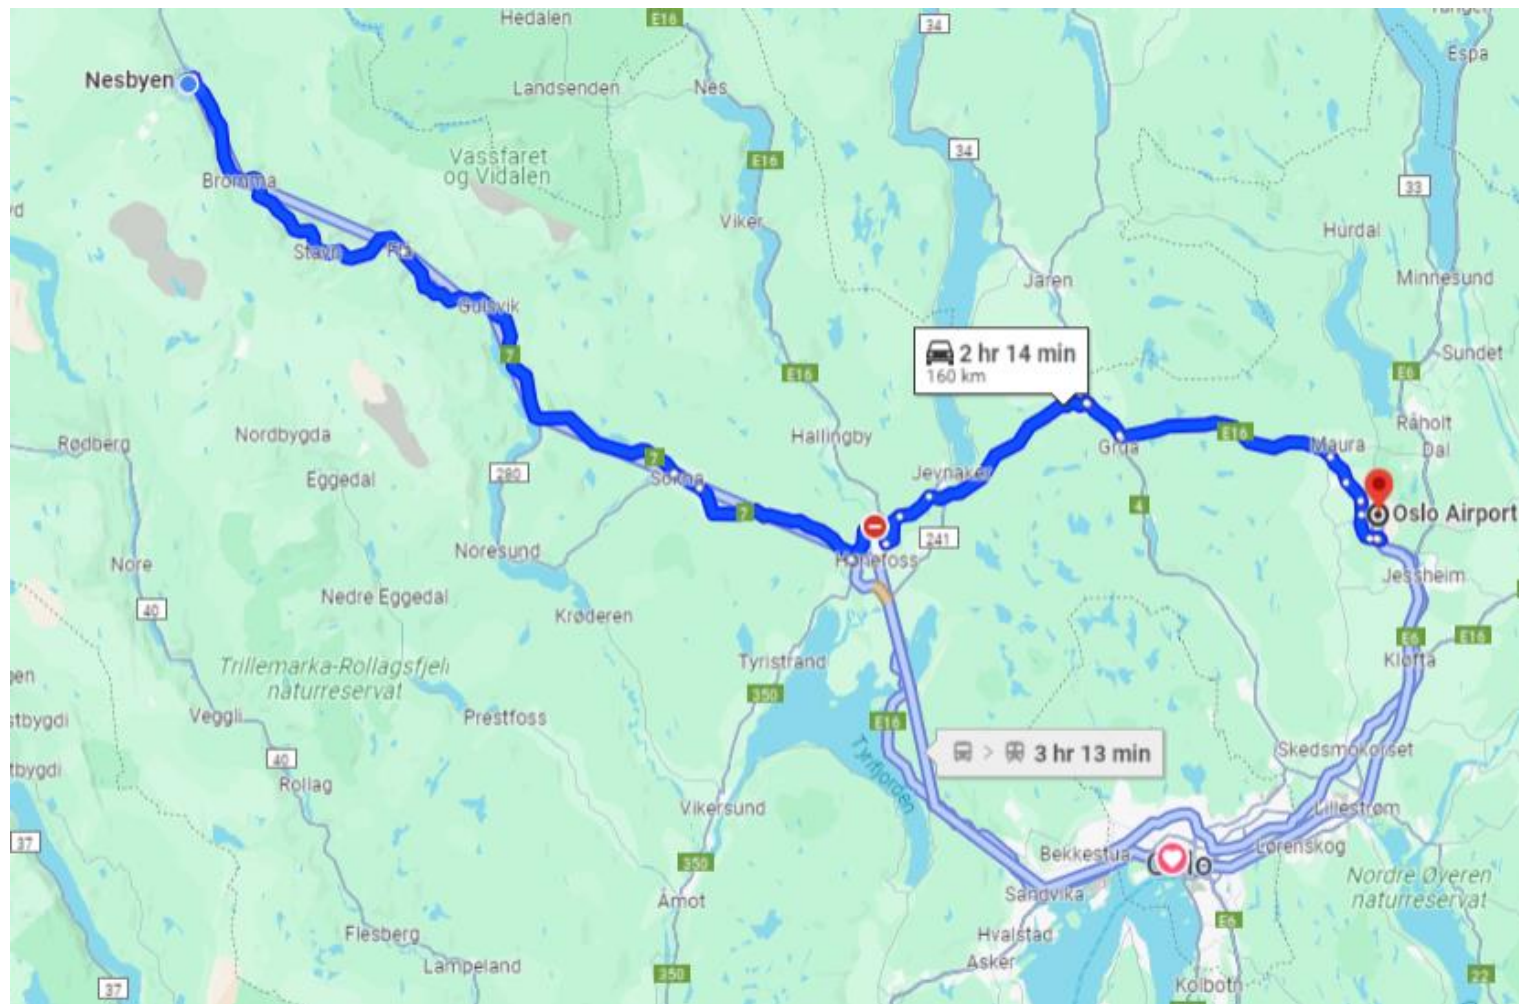 Hedalen
E16
34
Espa
Nesbyen
Landsenden
Nes
Vassfaret
og Vidalen
34
E16
Bromma
33
Viker
Hurdal
Stavn
Flå
Jaren
Minnesund
Gulsvik
7
2 hr 14 min
160 km
E16
E6
Sundet
Rødberg
Nordbygda
Hallingby
Grua
E16
Maura
Råholt
Dal
Eggedal
280
7
Sokna
Jevnaker
4
7
Oslo Airport
Noresund
Hønefoss
241
Nore
Jessheim
40
Nedre Eggedal
Krøderen
E6
E16
Kløfta
Trillemarka-Rollagsfjell
naturreservat
Tyristrand
350
stbygdi
Veggli
Prestfoss
E16
tbygdi
40
Tyrifjorden
3 hr 13 min
Skedsmokorset
Rollag
Vikersund
Lillestrøm
37
350
Bekkestua
Oslo
Lørenskog
Nordre Øyeren
naturreservat
Sandvika
Åmot
E6
Flesberg
Hvalstad
Asker
Lampeland
350
22
37
Kolbotn